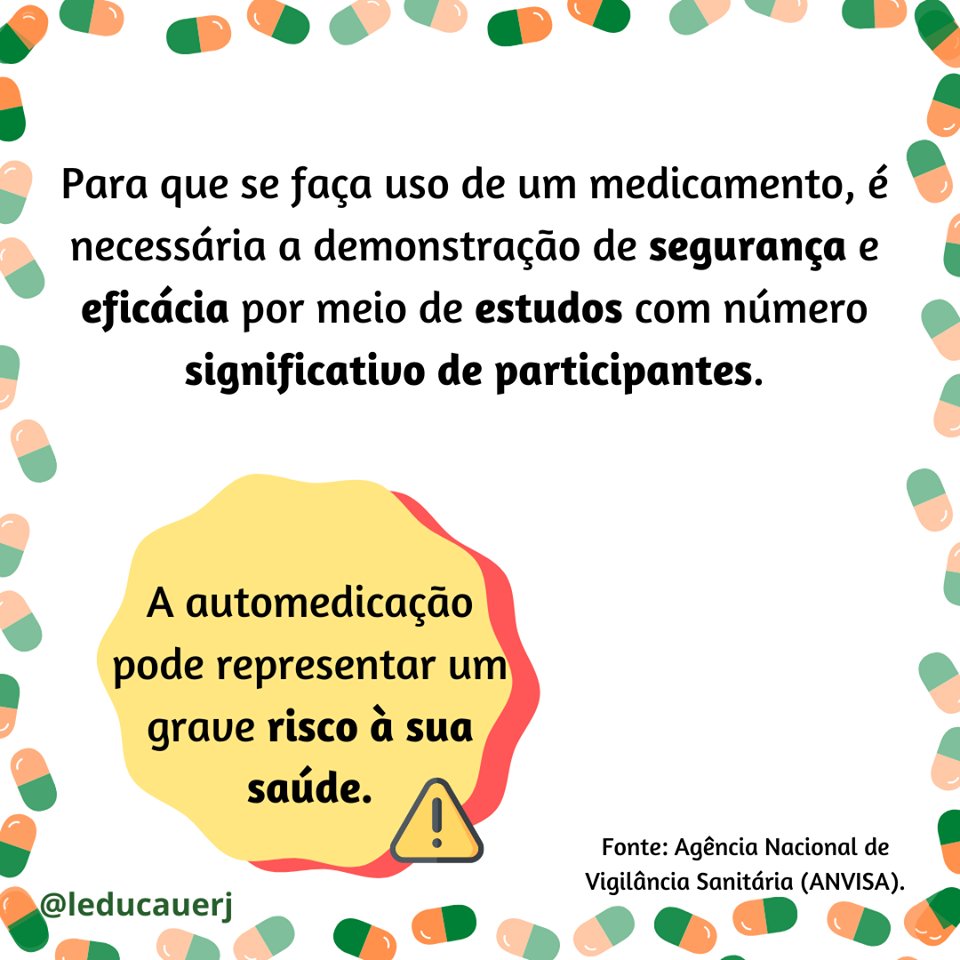 Para que se faça uso de um medicamento, é
necessária a demonstração de segurança e
eficácia por meio de estudos com número
significativo de participantes.
A automedicação
pode representar um
grave risco à sua
saúde.
Fonte: Agência Nacional de
Vigilância Sanitária (ANVISA).
@leducauerj